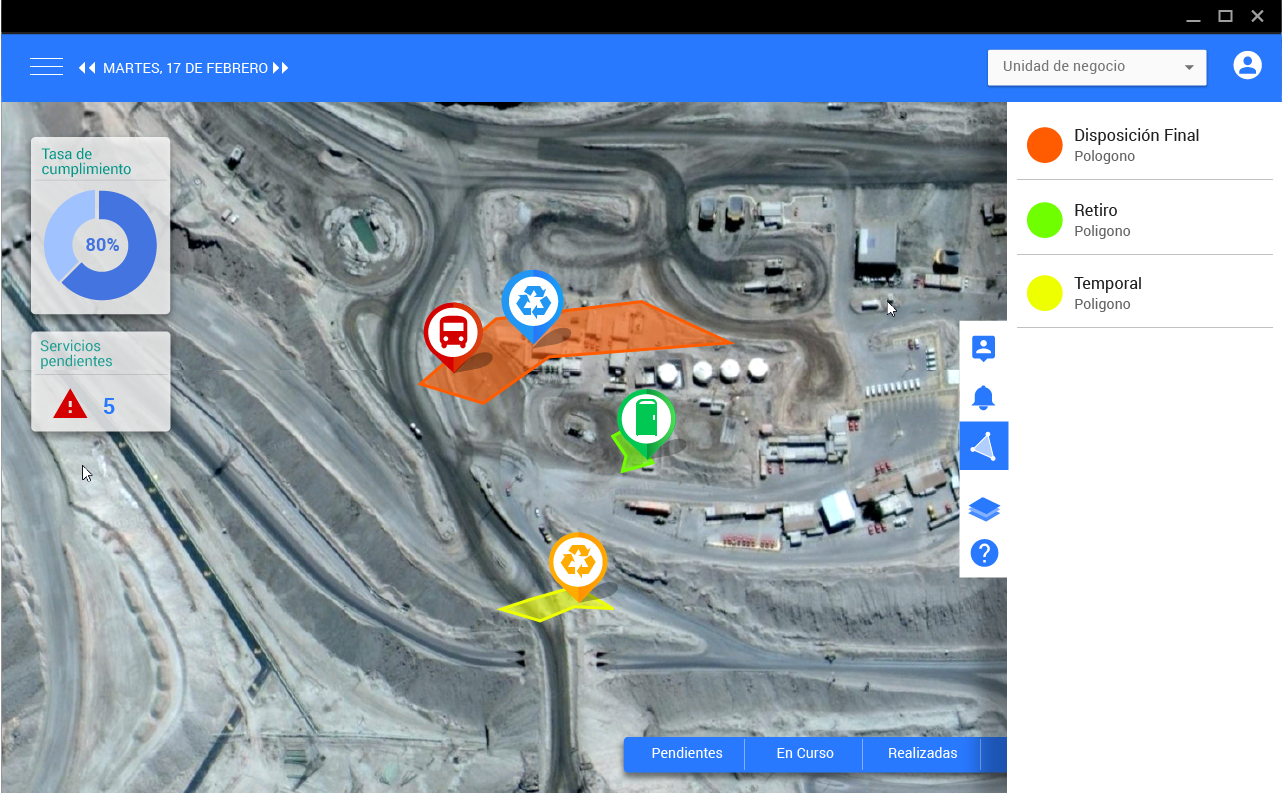 MARTES, 17 DE FEBRERO
Unidad de negocio
Tasa de
cumplimiento
80%
Servicios
pendientes
5
Disposición Final
Pologono
Retiro
Poligono
Temporal
Poligono
?
Pendientes
En Curso
Realizadas